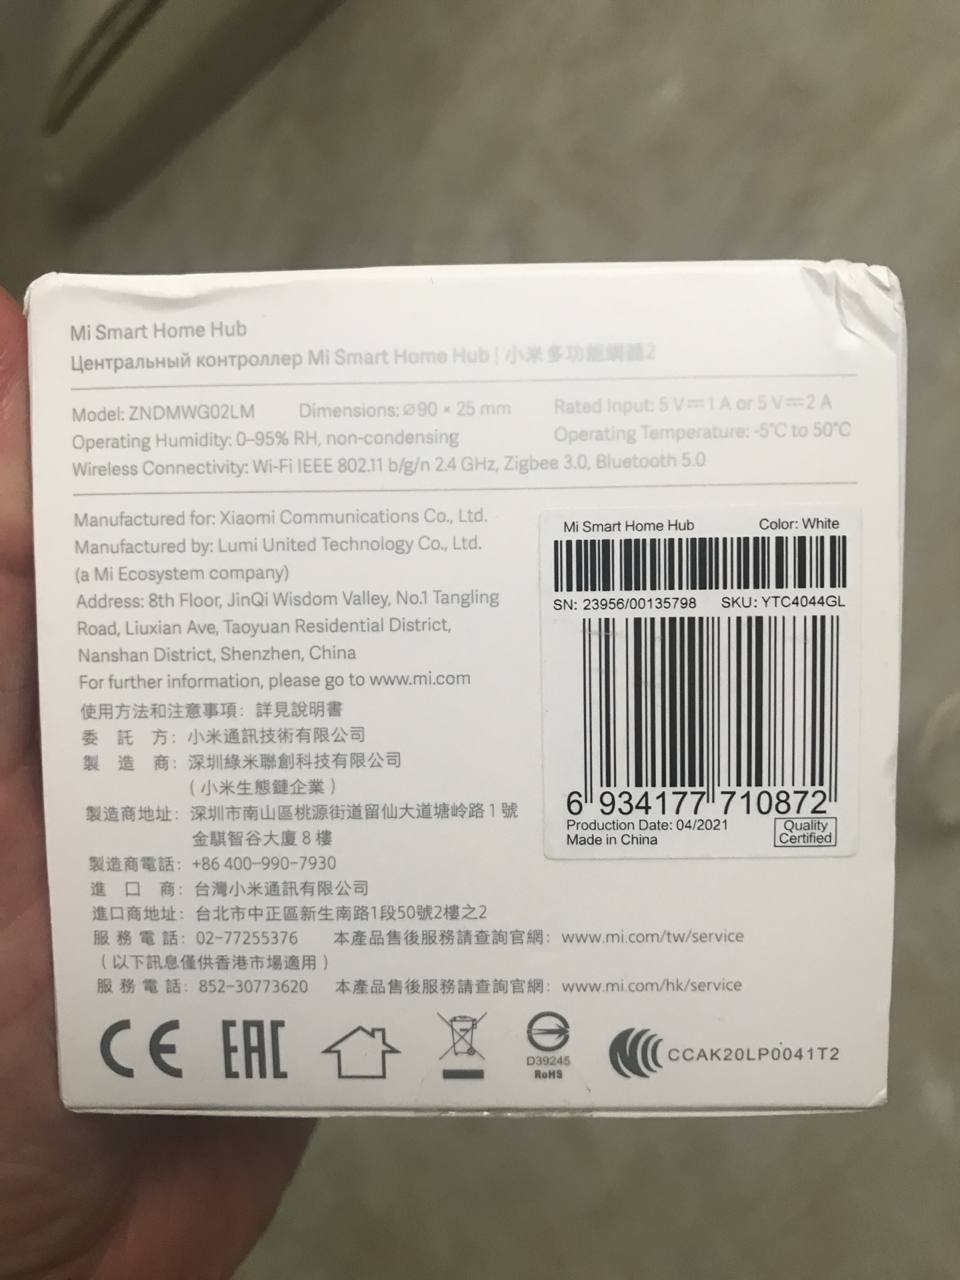 Mi Smart Home Hub
Центральный контроллер Mi Smart Home Hub | 小米多功能網關2
Model: ZNDMWG02LM Dimensions: ⌀90 × 25 mm Rated Input: 5 V⎓1 A or 5 V⎓2 A
Operating Humidity: 0–95% RH, non-condensing Operating Temperature: -5°C to 50°C
Wireless Connectivity: Wi-Fi IEEE 802.11 b/g/n 2.4 GHz, Zigbee 3.0, Bluetooth 5.0
Manufactured for: Xiaomi Communications Co., Ltd.
Manufactured by: Lumi United Technology Co., Ltd.
(a Mi Ecosystem company)
Address: 8th Floor, JinQi Wisdom Valley, No.1 Tangling
Road, Liuxian Ave, Taoyuan Residential District,
Nanshan District, Shenzhen, China
For further information, please go to www.mi.com
使用方法和注意事項：詳見說明書
委 託 方：小米通訊技術有限公司
製 造 商：深圳綠米聯創科技有限公司
（小米生態鏈企業）
製造商地址：深圳市南山區桃源街道留仙大道塘岭路1號
金騏智谷大廈8樓
製造商電話：+86 400-990-7930
進 口 商：台灣小米通訊有限公司
進口商地址：台北市中正區新生南路1段50號2樓之2
服 務 電 話：02-77255376 本產品售後服務請查詢官網：www.mi.com/tw/service
（以下訊息僅供香港市場適用）
服 務 電 話：852-30773620 本產品售後服務請查詢官網：www.mi.com/hk/service
Mi Smart Home Hub Color: White
SN: 23956/00135798 SKU: YTC4044GL
6 934177 710872
Production Date: 04/2021
Made in China
Quality
Certified
CE EAC
D39245
RoHS
CCAK20LP0041T2